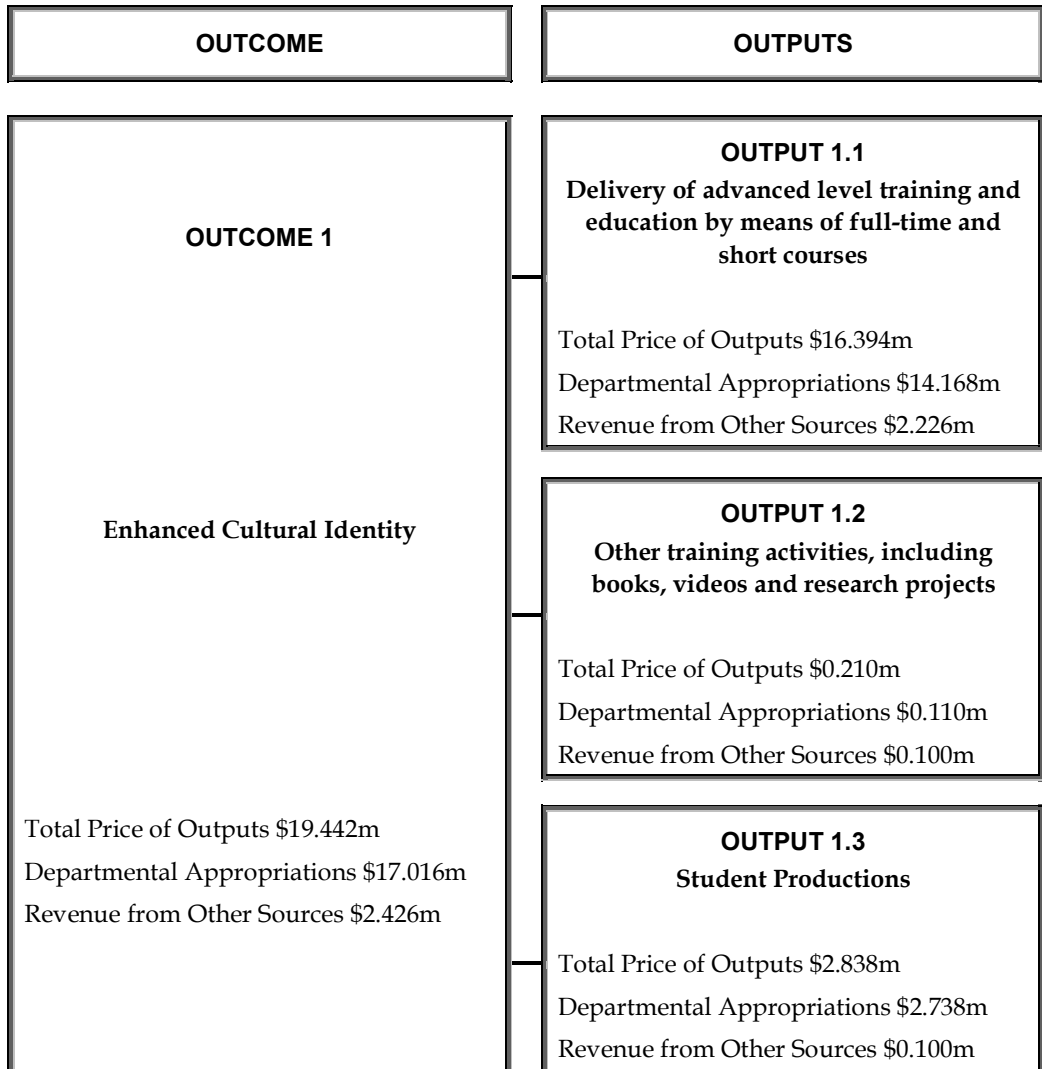 OUTCOME
OUTPUTS
OUTCOME 1
Enhanced Cultural Identity
Total Price of Outputs $19.442m
Departmental Appropriations $17.016m
Revenue from Other Sources $2.426m
OUTPUT 1.1
Delivery of advanced level training and
education by means of full-time and
short courses
Total Price of Outputs $16.394m
Departmental Appropriations $14.168m
Revenue from Other Sources $2.226m
OUTPUT 1.2
Other training activities, including
books, videos and research projects
Total Price of Outputs $0.210m
Departmental Appropriations $0.110m
Revenue from Other Sources $0.100m
OUTPUT 1.3
Student Productions
Total Price of Outputs $2.838m
Departmental Appropriations $2.738m
Revenue from Other Sources $0.100m